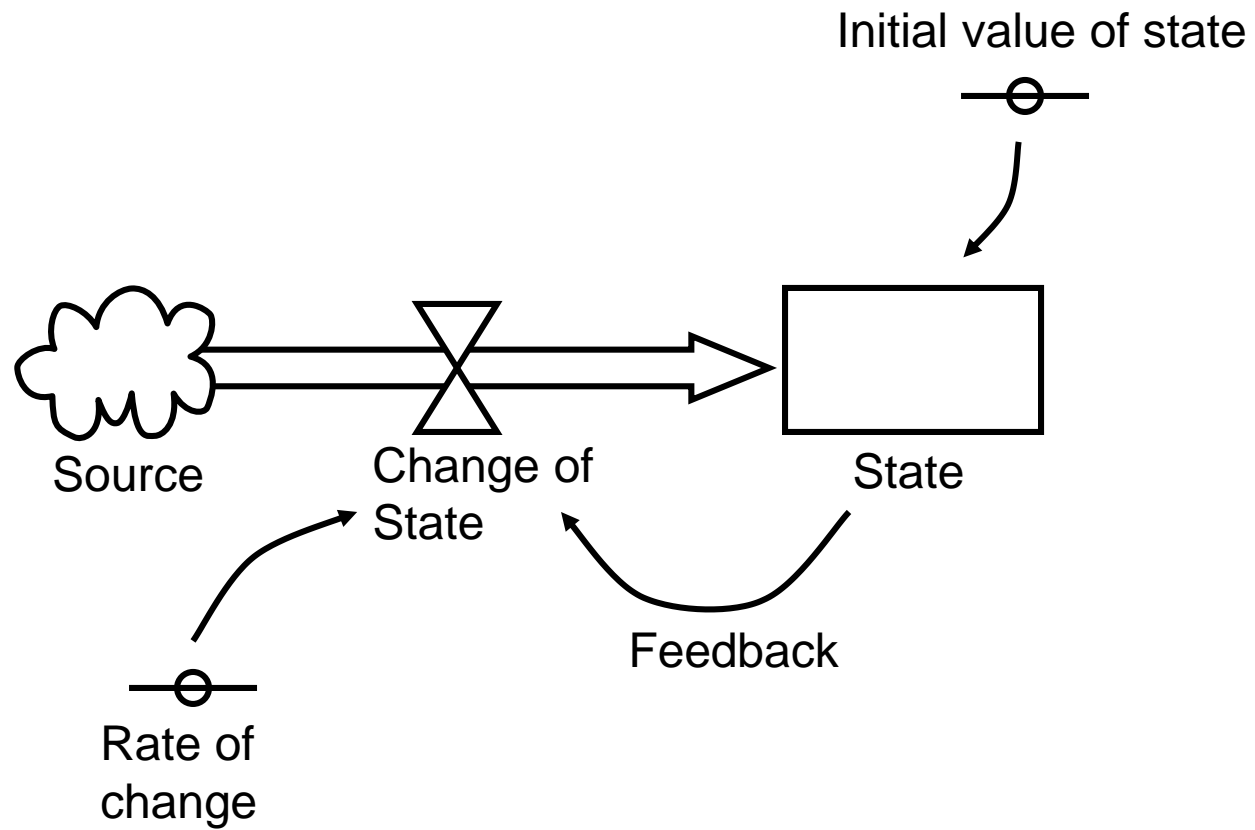 Initial value of state
Source
Change of
State
State
Feedback
Rate of
change